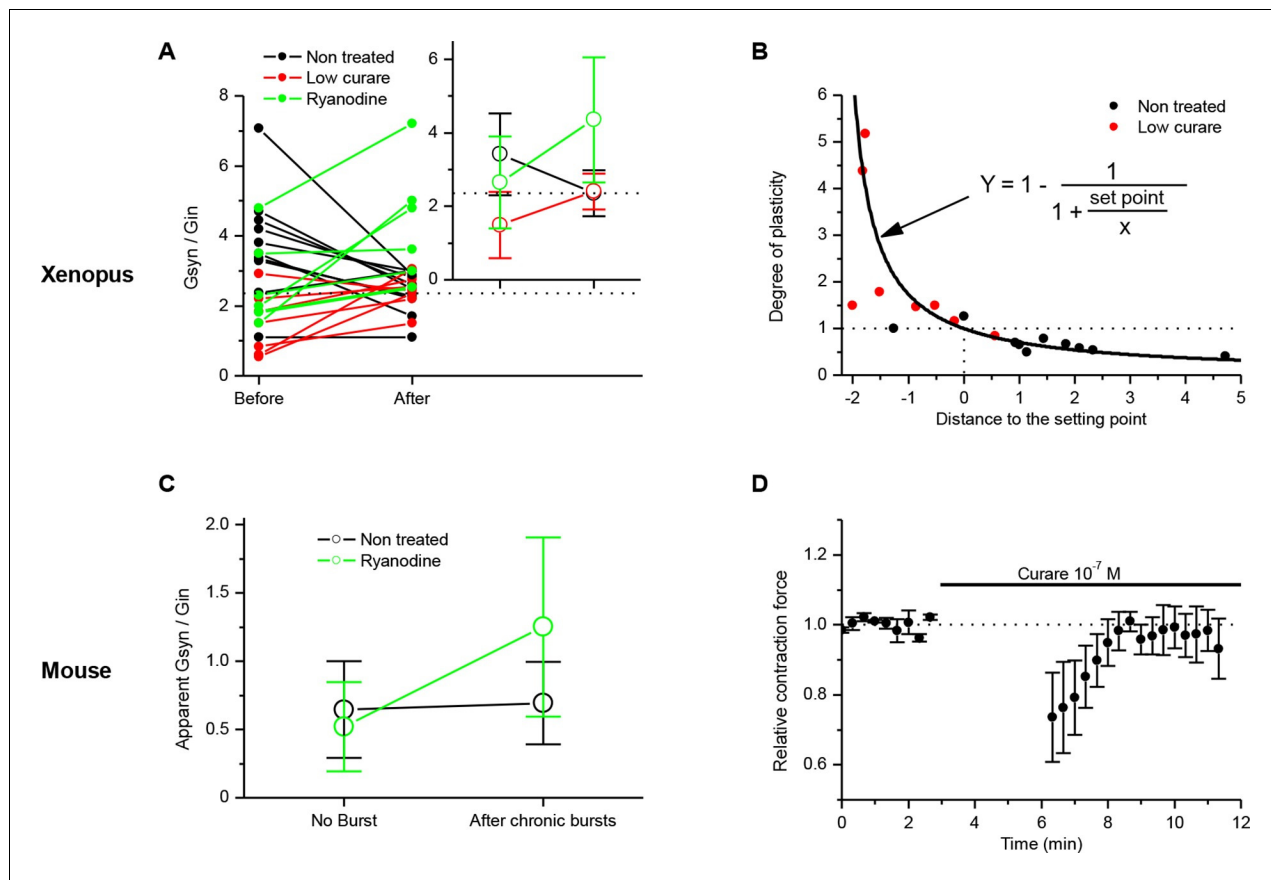 A
Non treated
Low curare
Ryanodine
8
7
6
5
4
3
2
1
0
Gsyn / Gin
Before
After
6
4
2
0
Xenopus
B
6
5
4
3
2
1
0
Degree of plasticity
Non treated
Low curare
Y = 1 - 1
1 + set point
x
-2
-1
0
1
2
3
4
5
Distance to the setting point
C
2.0
1.5
1.0
0.5
0
Apparent Gsyn / Gin
Non treated
Ryanodine
No Burst
After chronic bursts
Mouse
D
1.2
1.0
0.8
0.6
Relative contraction force
Curare 10-7 M
0
2
4
6
8
10
12
Time (min)